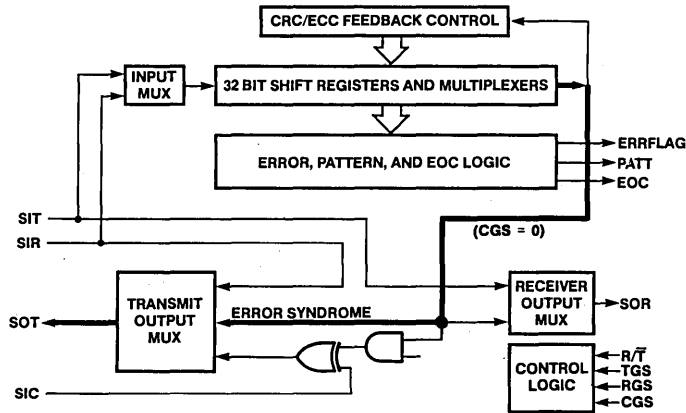 CRC/ECC FEEDBACK CONTROL
INPUT
MUX
32 BIT SHIFT REGISTERS AND MULTIPLEXERS
ERROR, PATTERN, AND EOC LOGIC
ERRFLAG
PATT
EOC
SIT
SIR
(CGS = 0)
TRANSMIT
OUTPUT
MUX
ERROR SYNDROME
RECEIVER
OUTPUT
MUX
SOR
SOT
SIC
CONTROL
LOGIC
R/T̅
TGS
RGS
CGS